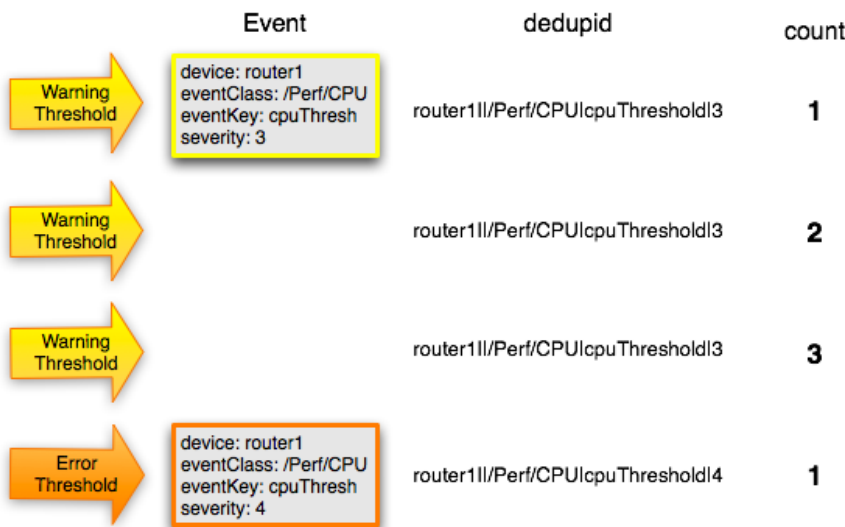 Event dedupid count
Warning
Threshold
device: router1
eventClass: /Perf/CPU
eventKey: cpuThresh
severity: 3
router1||/Perf/CPU|cpuThreshold|3
1
Warning
Threshold
router1||/Perf/CPU|cpuThreshold|3
2
Warning
Threshold
router1||/Perf/CPU|cpuThreshold|3
3
Error
Threshold
device: router1
eventClass: /Perf/CPU
eventKey: cpuThresh
severity: 4
router1||/Perf/CPU|cpuThreshold|4
1